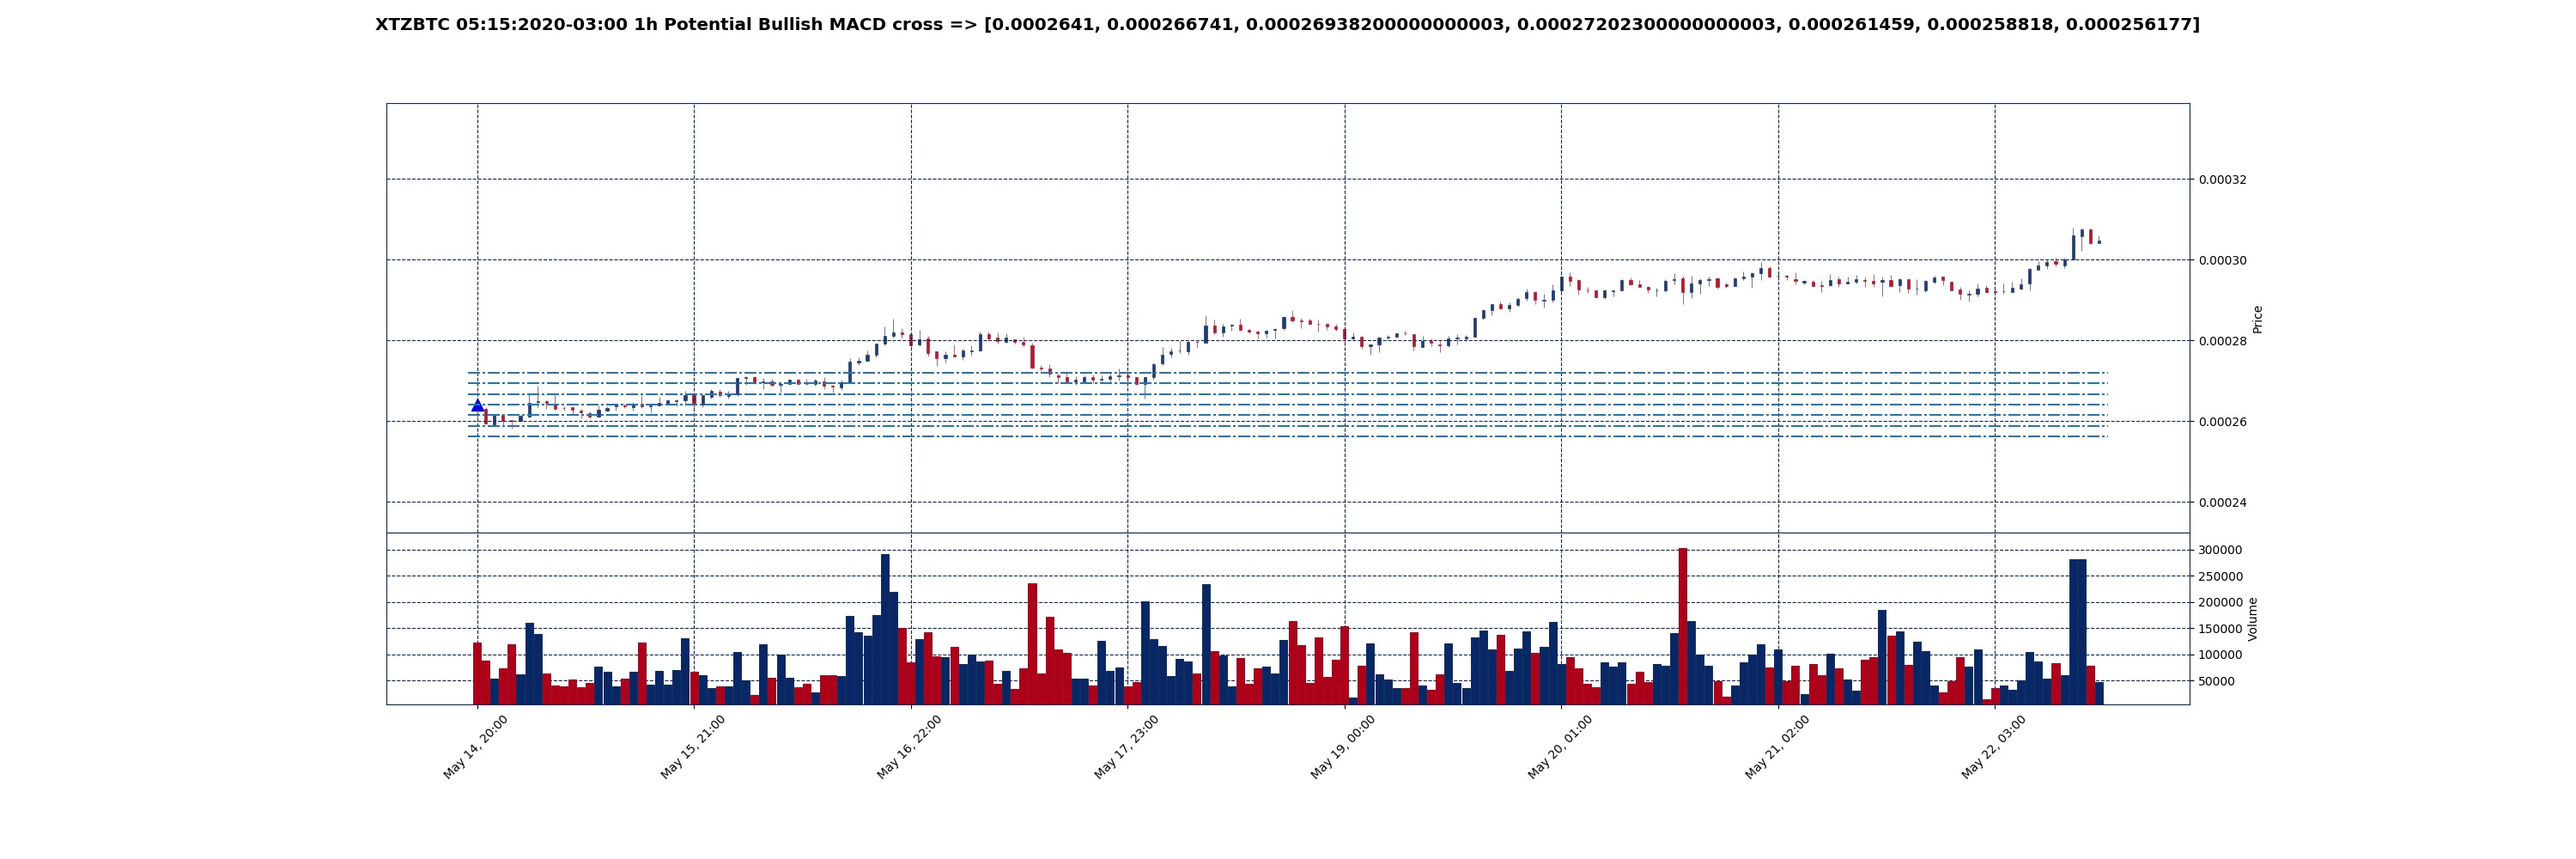 XTZBTC 05:15:2020-03:00 1h Potential Bullish MACD cross => [0.0002641, 0.000266741, 0.00026938200000000003, 0.00027202300000000003, 0.000261459, 0.000258818, 0.000256177]
0.00032
0.00030
Price
0.00028
0.00026
0.00024
300000
250000
200000
Volume
150000
100000
50000
May 14, 20:00
May 15, 21:00
May 16, 22:00
May 17, 23:00
May 19, 00:00
May 20, 01:00
May 21, 02:00
May 22, 03:00